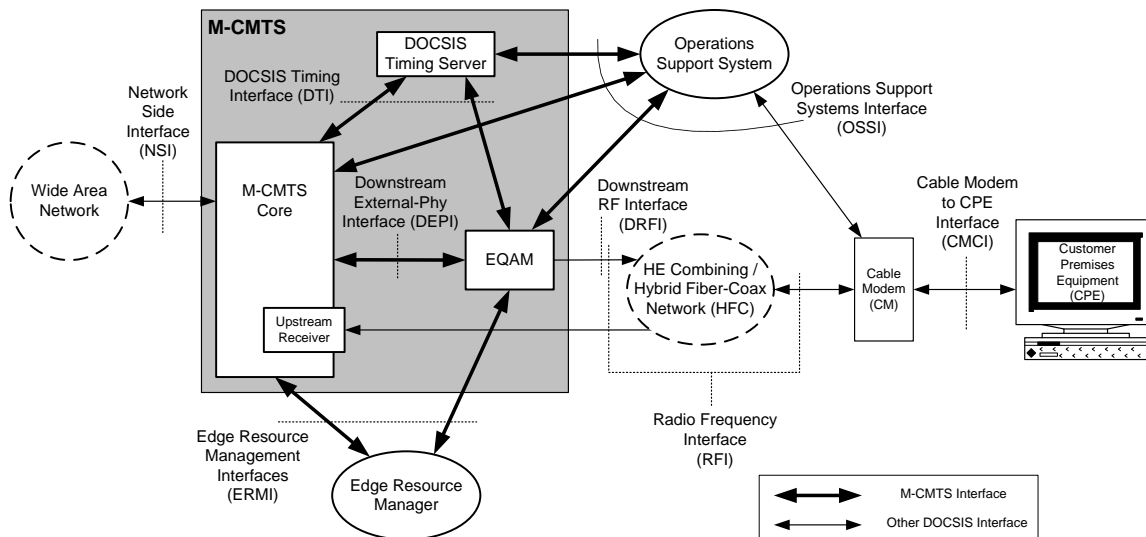 M-CMTS
DOCSIS
Timing Server
Operations
Support System
DOCSIS Timing
Interface (DTI)
Operations Support
Systems Interface
(OSSI)
Network
Side
Interface
(NSI)
Wide Area
Network
M-CMTS
Core
Downstream
External-Phy
Interface (DEPI)
EQAM
Downstream
RF Interface
(DRFI)
HE Combining /
Hybrid Fiber-Coax
Network (HFC)
Cable
Modem
(CM)
Cable Modem
to CPE
Interface
(CMCI)
Customer
Premises
Equipment
(CPE)
Upstream
Receiver
Edge Resource
Management
Interfaces
(ERMI)
Edge Resource
Manager
Radio Frequency
Interface
(RFI)
M-CMTS Interface
Other DOCSIS Interface